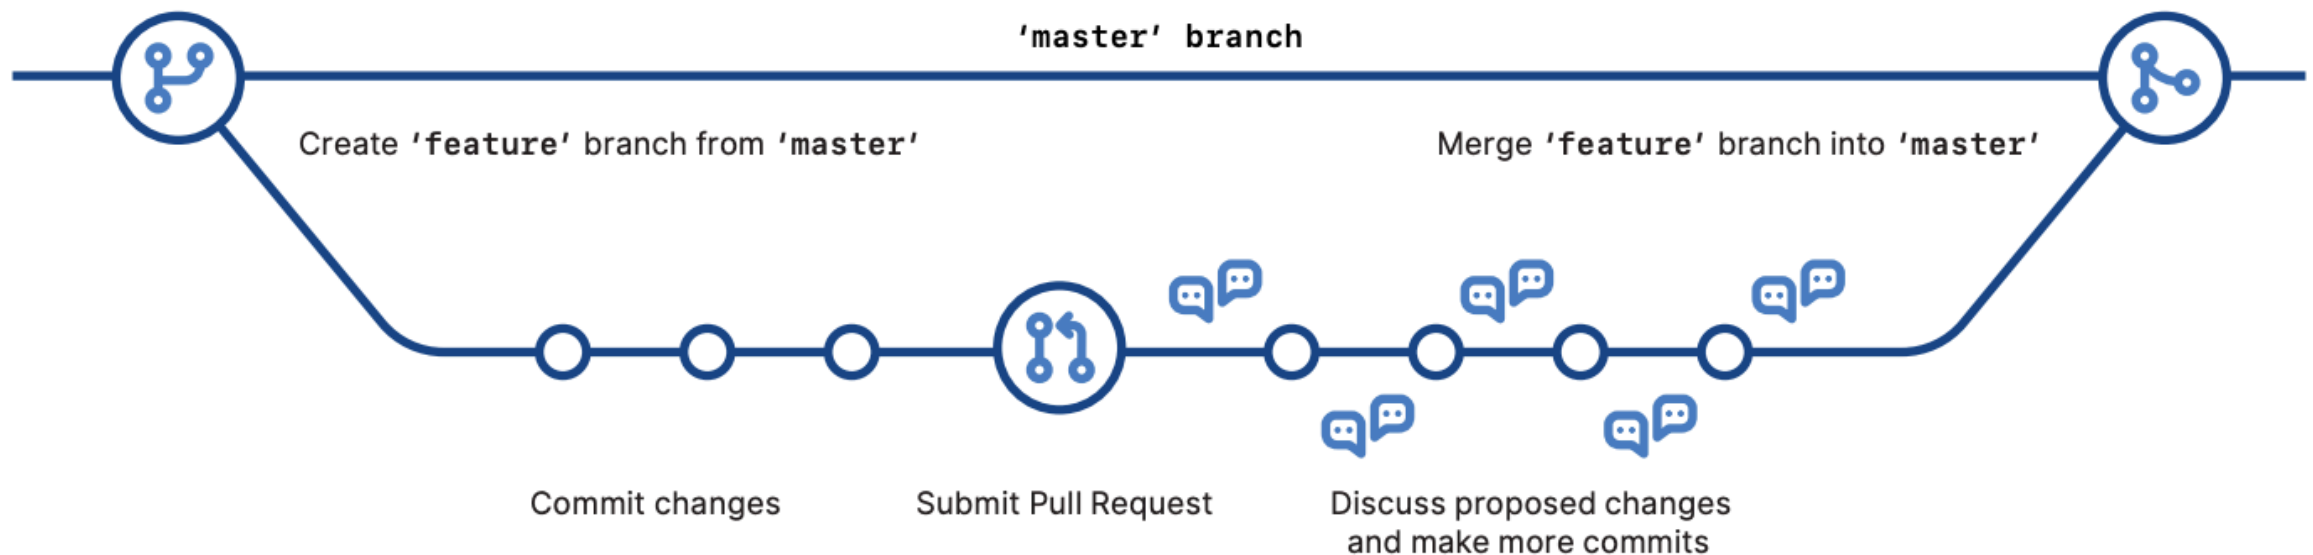 ‘master’ branch
Create ‘feature’ branch from ‘master’
Merge ‘feature’ branch into ‘master’
Commit changes
Submit Pull Request
Discuss proposed changes
and make more commits